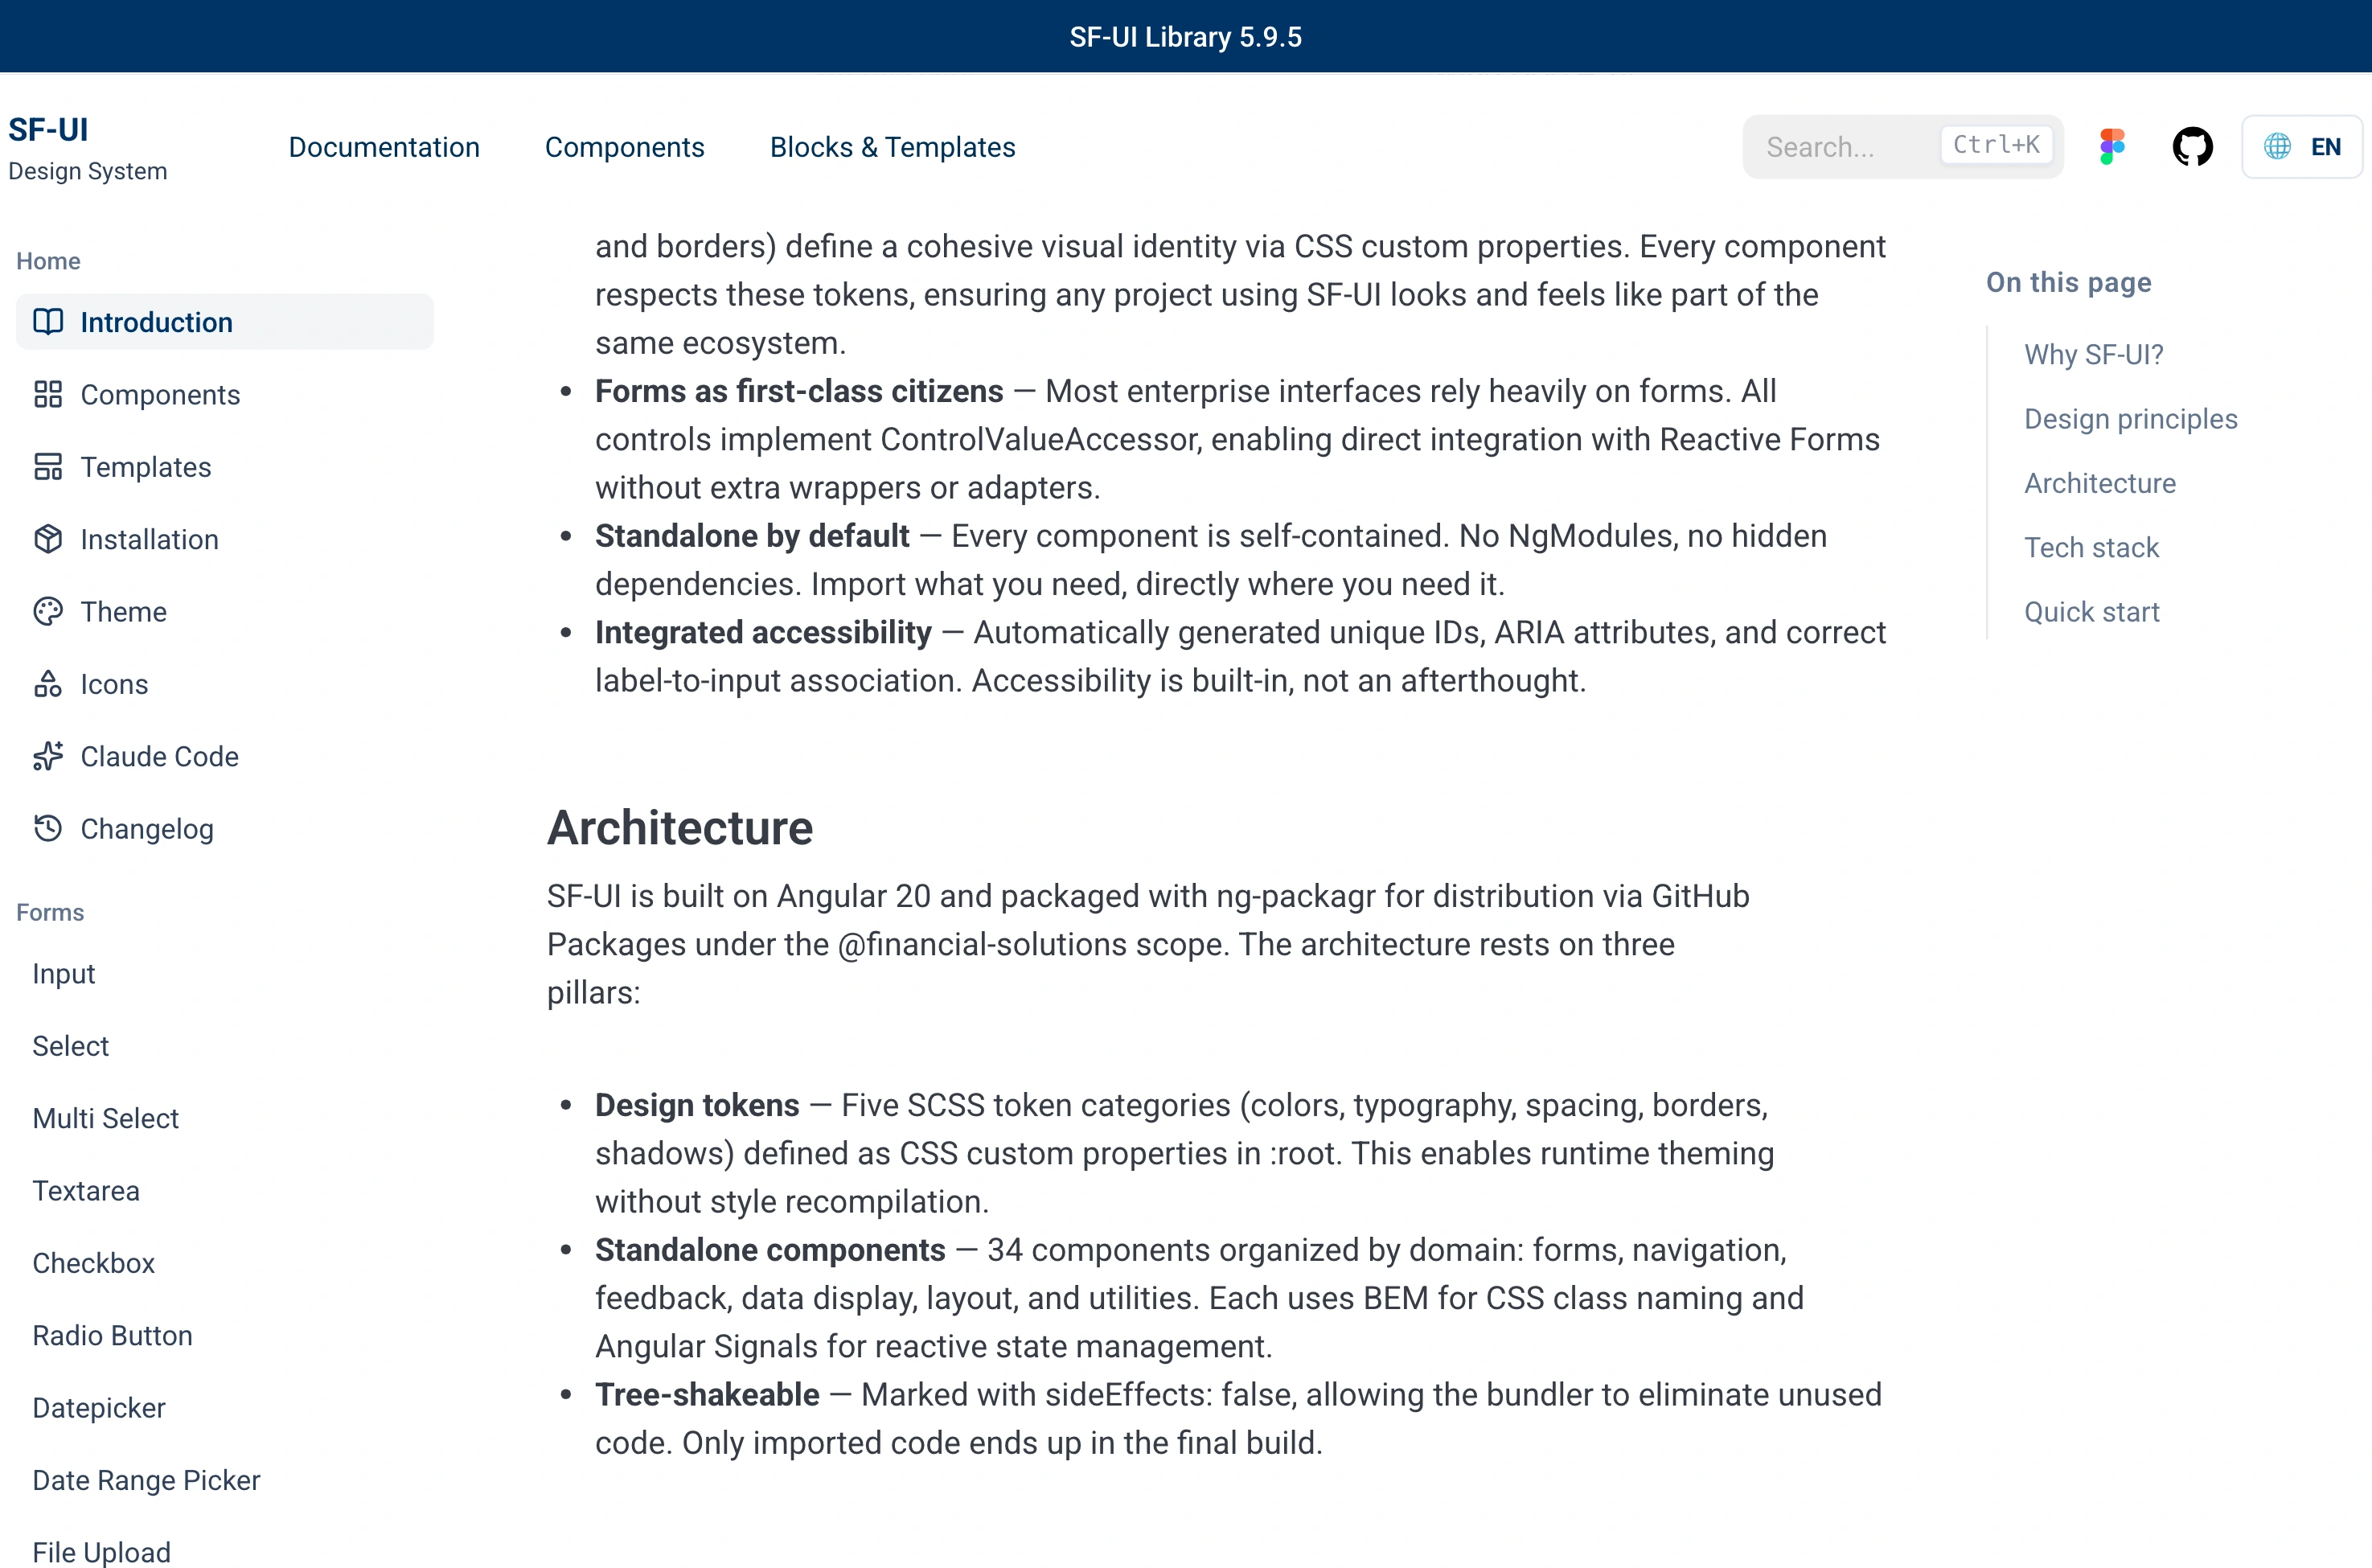 SF-UI Library 5.9.5
SF-UI
Design System
Documentation
Components
Blocks & Templates
Search...
Ctrl+K
EN
Home
Introduction
Components
Templates
Installation
Theme
Icons
Claude Code
Changelog
Forms
Input
Select
Multi Select
Textarea
Checkbox
Radio Button
Datepicker
Date Range Picker
File Upload
and borders) define a cohesive visual identity via CSS custom properties. Every component
respects these tokens, ensuring any project using SF-UI looks and feels like part of the
same ecosystem.
• Forms as first-class citizens — Most enterprise interfaces rely heavily on forms. All
controls implement ControlValueAccessor, enabling direct integration with Reactive Forms
without extra wrappers or adapters.
• Standalone by default — Every component is self-contained. No NgModules, no hidden
dependencies. Import what you need, directly where you need it.
• Integrated accessibility — Automatically generated unique IDs, ARIA attributes, and correct
label-to-input association. Accessibility is built-in, not an afterthought.
Architecture
SF-UI is built on Angular 20 and packaged with ng-packagr for distribution via GitHub
Packages under the @financial-solutions scope. The architecture rests on three
pillars:
• Design tokens — Five SCSS token categories (colors, typography, spacing, borders,
shadows) defined as CSS custom properties in :root. This enables runtime theming
without style recompilation.
• Standalone components — 34 components organized by domain: forms, navigation,
feedback, data display, layout, and utilities. Each uses BEM for CSS class naming and
Angular Signals for reactive state management.
• Tree-shakeable — Marked with sideEffects: false, allowing the bundler to eliminate unused
code. Only imported code ends up in the final build.
On this page
Why SF-UI?
Design principles
Architecture
Tech stack
Quick start